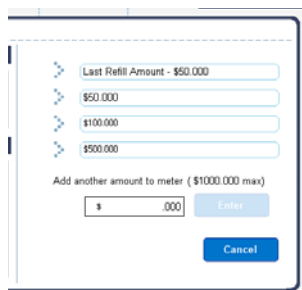 Last Refill Amount - $50.000
$50.000
$100.000
$500.000
Add another amount to meter ( $1000.000 max)
$ .000 Enter
Cancel